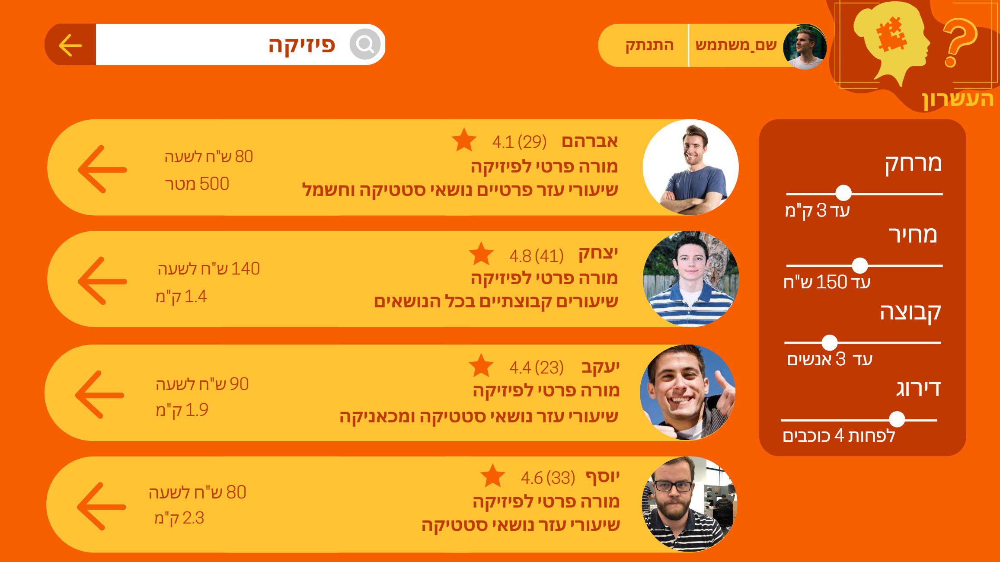 העשרון
שם_משתמש
התנתק
פיזיקה
מרחק
עד 3 ק"מ
מחיר
עד 150 ש"ח
קבוצה
עד 3 אנשים
דירוג
לפחות 4 כוכבים
אברהם 4.1 (29)
מורה פרטי לפיזיקה
שיעורי עזר פרטיים נושאי סטטיקה וחשמל
80 ש"ח לשעה
500 מטר
יצחק 4.8 (41)
מורה פרטי לפיזיקה
שיעורים קבוצתיים בכל הנושאים
140 ש"ח לשעה
1.4 ק"מ
יעקב 4.4 (23)
מורה פרטי לפיזיקה
שיעורי עזר נושאי סטטיקה ומכאניקה
90 ש"ח לשעה
1.9 ק"מ
יוסף 4.6 (33)
מורה פרטי לפיזיקה
שיעורי עזר נושאי סטטיקה
80 ש"ח לשעה
2.3 ק"מ